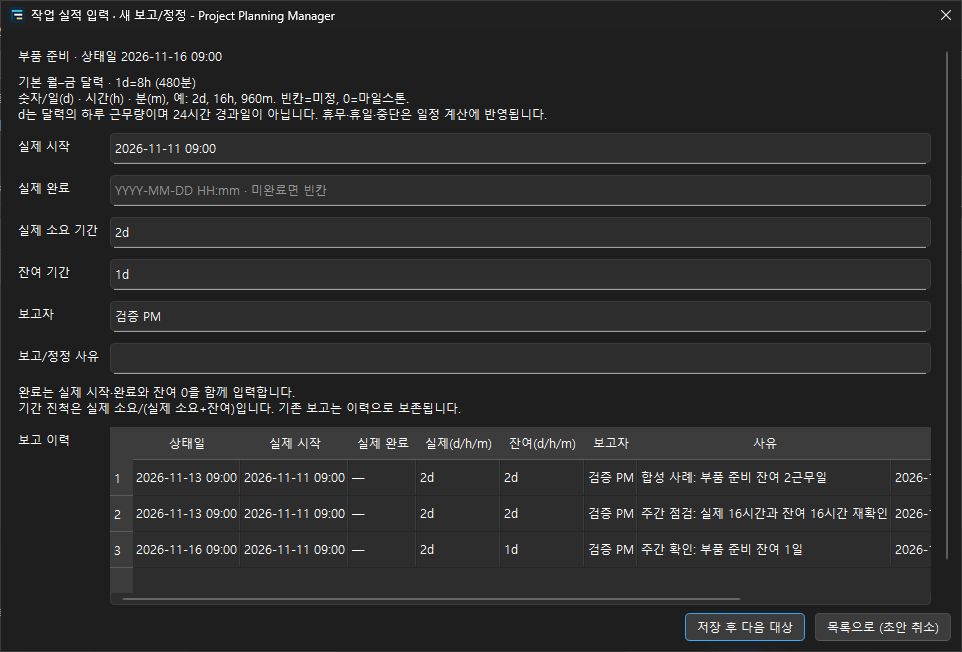 작업 실적 입력 · 새 보고/정정 - Project Planning Manager
부품 준비 · 상태일 2026-11-16 09:00
기본 월–금 달력 · 1d=8h (480분)
숫자/일(d) · 시간(h) · 분(m), 예: 2d, 16h, 960m. 빈칸=미정, 0=마일스톤.
d는 달력의 하루 근무량이며 24시간 경과일이 아닙니다. 휴무·휴일·중단은 일정 계산에 반영됩니다.
실제 시작 2026-11-11 09:00
실제 완료 YYYY-MM-DD HH:mm · 미완료면 빈칸
실제 소요 기간 2d
잔여 기간 1d
보고자 검증 PM
보고/정정 사유
완료는 실제 시작·완료와 잔여 0을 함께 입력합니다.
기간 진척은 실제 소요/(실제 소요+잔여)입니다. 기존 보고는 이력으로 보존됩니다.
보고 이력
상태일 실제 시작 실제 완료 실제(d/h/m) 잔여(d/h/m) 보고자 사유
1 2026-11-13 09:00 2026-11-11 09:00 — 2d 2d 검증 PM 합성 사례: 부품 준비 잔여 2근무일 2026-
2 2026-11-13 09:00 2026-11-11 09:00 — 2d 2d 검증 PM 주간 점검: 실제 16시간과 잔여 16시간 재확인 2026-
3 2026-11-16 09:00 2026-11-11 09:00 — 2d 1d 검증 PM 주간 확인: 부품 준비 잔여 1일 2026-
저장 후 다음 대상 목록으로 (초안 취소)